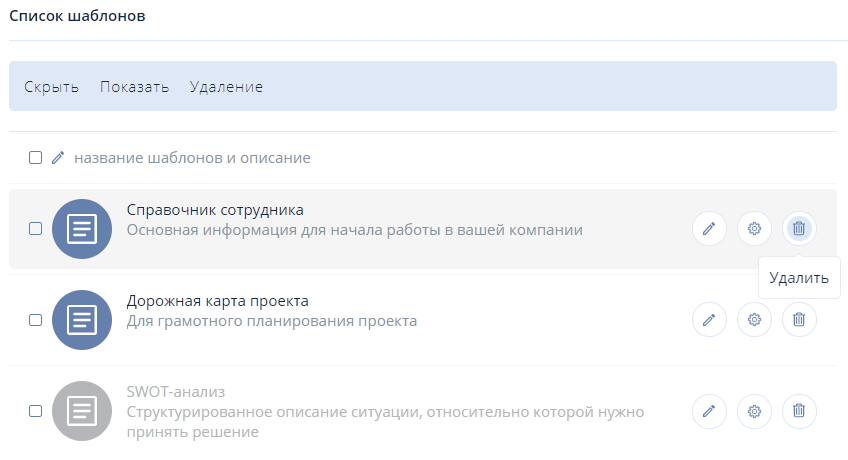 Список шаблонов
Скрыть Показать Удаление
название шаблонов и описание
Справочник сотрудника
Основная информация для начала работы в вашей компании
Удалить
Дорожная карта проекта
Для грамотного планирования проекта
SWOT-анализ
Структурированное описание ситуации, относительно которой нужно
принять решение